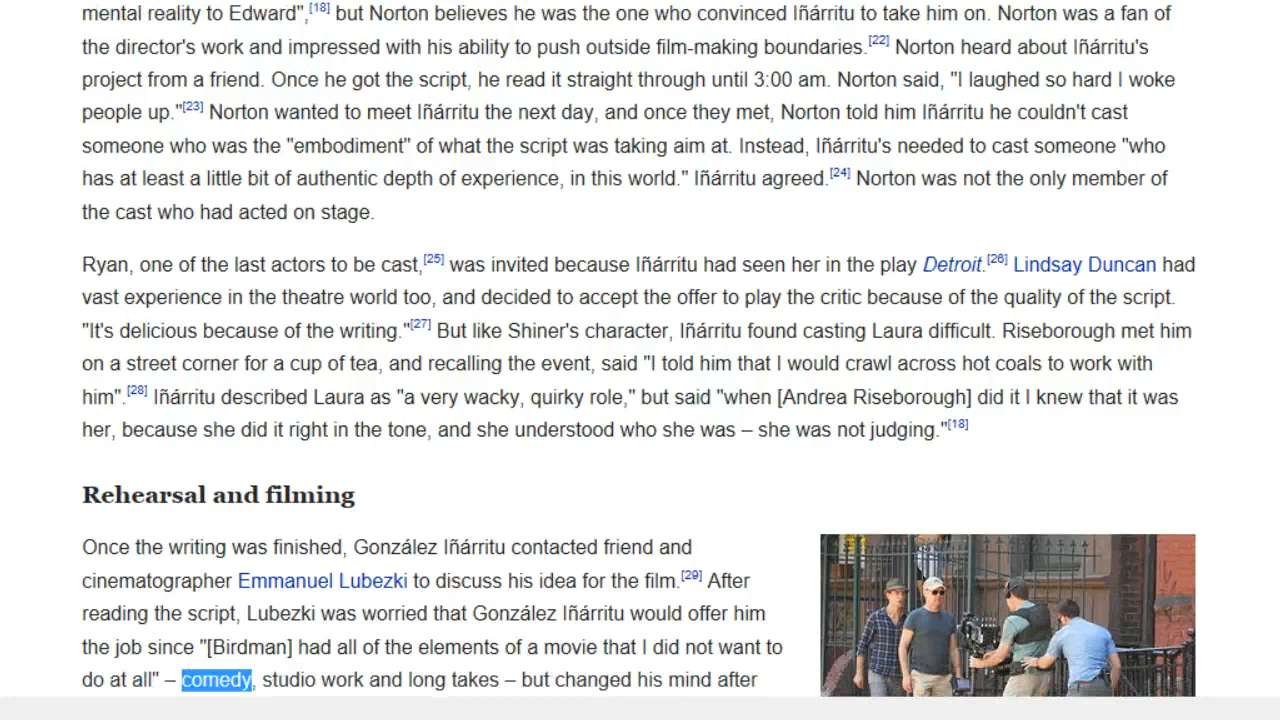 mental reality to Edward",[18] but Norton believes he was the one who convinced Iñárritu to take him on. Norton was a fan of
the director's work and impressed with his ability to push outside film-making boundaries.[22] Norton heard about Iñárritu's
project from a friend. Once he got the script, he read it straight through until 3:00 am. Norton said, "I laughed so hard I woke
people up."[23] Norton wanted to meet Iñárritu the next day, and once they met, Norton told him Iñárritu he couldn't cast
someone who was the "embodiment" of what the script was taking aim at. Instead, Iñárritu's needed to cast someone "who
has at least a little bit of authentic depth of experience, in this world." Iñárritu agreed.[24] Norton was not the only member of
the cast who had acted on stage.
Ryan, one of the last actors to be cast,[25] was invited because Iñárritu had seen her in the play Detroit.[26] Lindsay Duncan had
vast experience in the theatre world too, and decided to accept the offer to play the critic because of the quality of the script.
"It's delicious because of the writing."[27] But like Shiner's character, Iñárritu found casting Laura difficult. Riseborough met him
on a street corner for a cup of tea, and recalling the event, said "I told him that I would crawl across hot coals to work with
him".[28] Iñárritu described Laura as "a very wacky, quirky role," but said "when [Andrea Riseborough] did it I knew that it was
her, because she did it right in the tone, and she understood who she was – she was not judging."[18]
Rehearsal and filming
Once the writing was finished, González Iñárritu contacted friend and
cinematographer Emmanuel Lubezki to discuss his idea for the film.[29] After
reading the script, Lubezki was worried that González Iñárritu would offer him
the job since "[Birdman] had all of the elements of a movie that I did not want to
do at all" – comedy, studio work and long takes – but changed his mind after